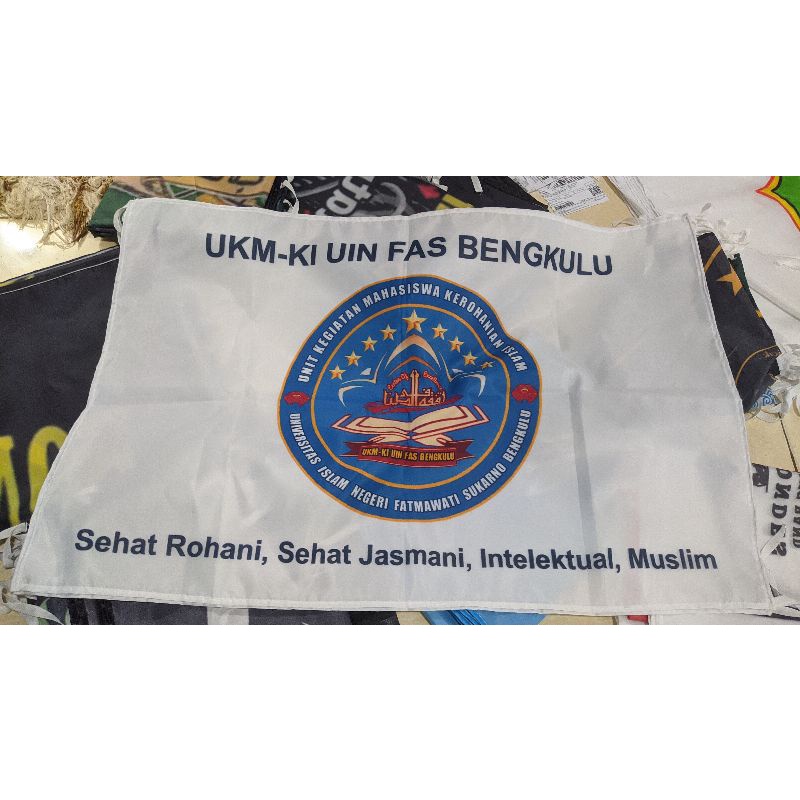 UKM-KI UIN FAS BENGKULU
UNIT KEGIATAN MAHASISWA KEROHANIAN ISLAM
UKM-KI UIN FAS BENGKULU
UNIVERSITAS ISLAM NEGERI FATMAWATI SUKARNO BENGKULU
Sehat Rohani, Sehat Jasmani, Intelektual, Muslim